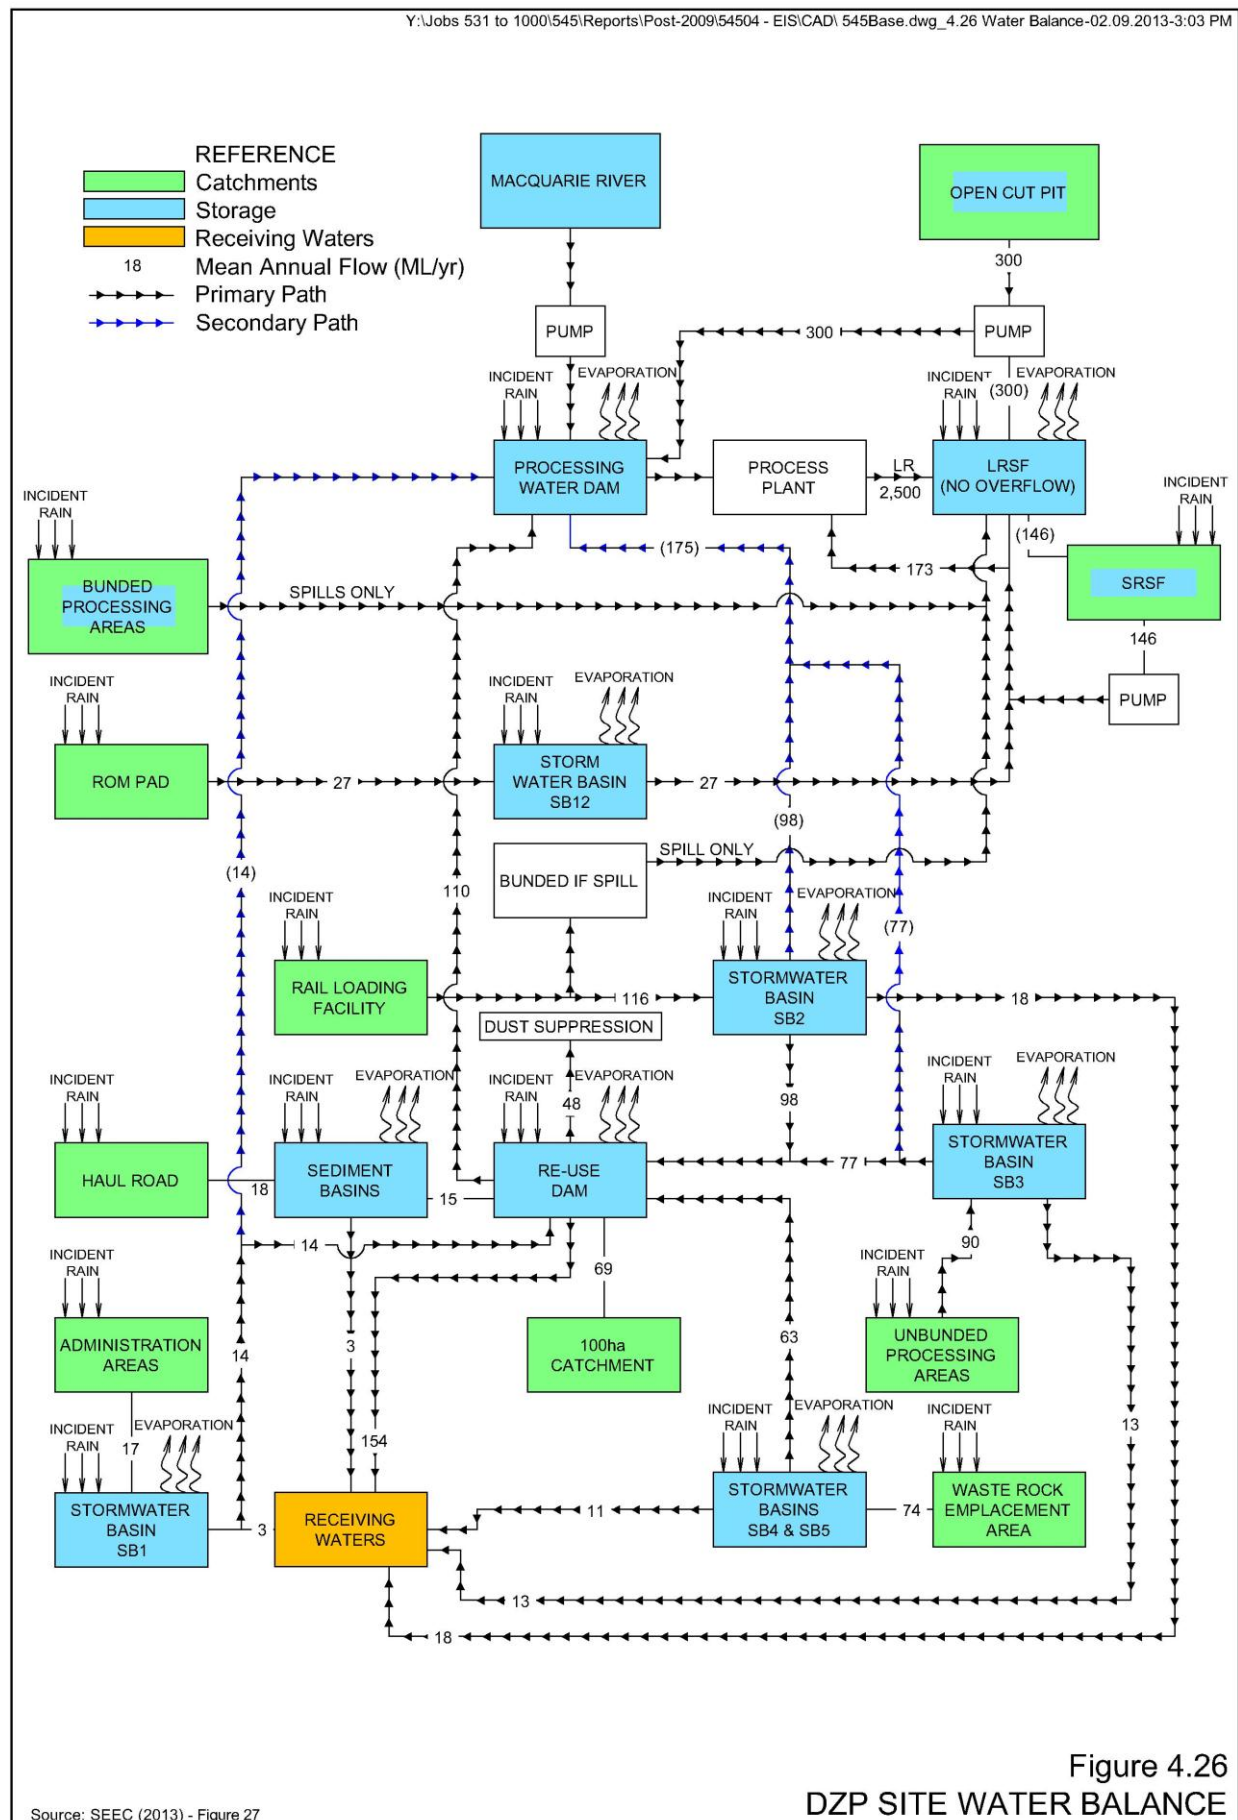 Y:\Jobs 531 to 1000\545\Reports\Post-2009\54504 - EIS\CAD\ 545Base.dwg_4.26 Water Balance-02.09.2013-3:03 PM
REFERENCE
Catchments
Storage
Receiving Waters
18 Mean Annual Flow (ML/yr)
Primary Path
Secondary Path
MACQUARIE RIVER
OPEN CUT PIT
300
PUMP
300
PUMP
INCIDENT
RAIN
EVAPORATION
INCIDENT
RAIN
(300)
EVAPORATION
PROCESSING
WATER DAM
PROCESS
PLANT
LR
2,500
LRSF
(NO OVERFLOW)
INCIDENT
RAIN
(175)
(146)
INCIDENT
RAIN
BUNDED
PROCESSING
AREAS
SPILLS ONLY
173
SRSF
146
INCIDENT
RAIN
INCIDENT
RAIN
EVAPORATION
PUMP
ROM PAD
27
STORM
WATER BASIN
SB12
27
(98)
(14)
110
BUNDED IF SPILL
SPILL ONLY
INCIDENT
RAIN
INCIDENT
RAIN
EVAPORATION
(77)
RAIL LOADING
FACILITY
116
STORMWATER
BASIN
SB2
18
DUST SUPPRESSION
INCIDENT
RAIN
INCIDENT
RAIN
EVAPORATION
INCIDENT
RAIN
48
EVAPORATION
98
INCIDENT
RAIN
EVAPORATION
HAUL ROAD
18
SEDIMENT
BASINS
15
RE-USE
DAM
77
STORMWATER
BASIN
SB3
14
69
90
INCIDENT
RAIN
INCIDENT
RAIN
ADMINISTRATION
AREAS
14
3
100ha
CATCHMENT
63
UNBUNDED
PROCESSING
AREAS
INCIDENT
RAIN
17
EVAPORATION
154
INCIDENT
RAIN
EVAPORATION
INCIDENT
RAIN
13
STORMWATER
BASIN
SB1
3
RECEIVING
WATERS
11
STORMWATER
BASINS
SB4 & SB5
74
WASTE ROCK
EMPLACEMENT
AREA
13
18
Figure 4.26
DZP SITE WATER BALANCE
Source: SEEC (2013) - Figure 27